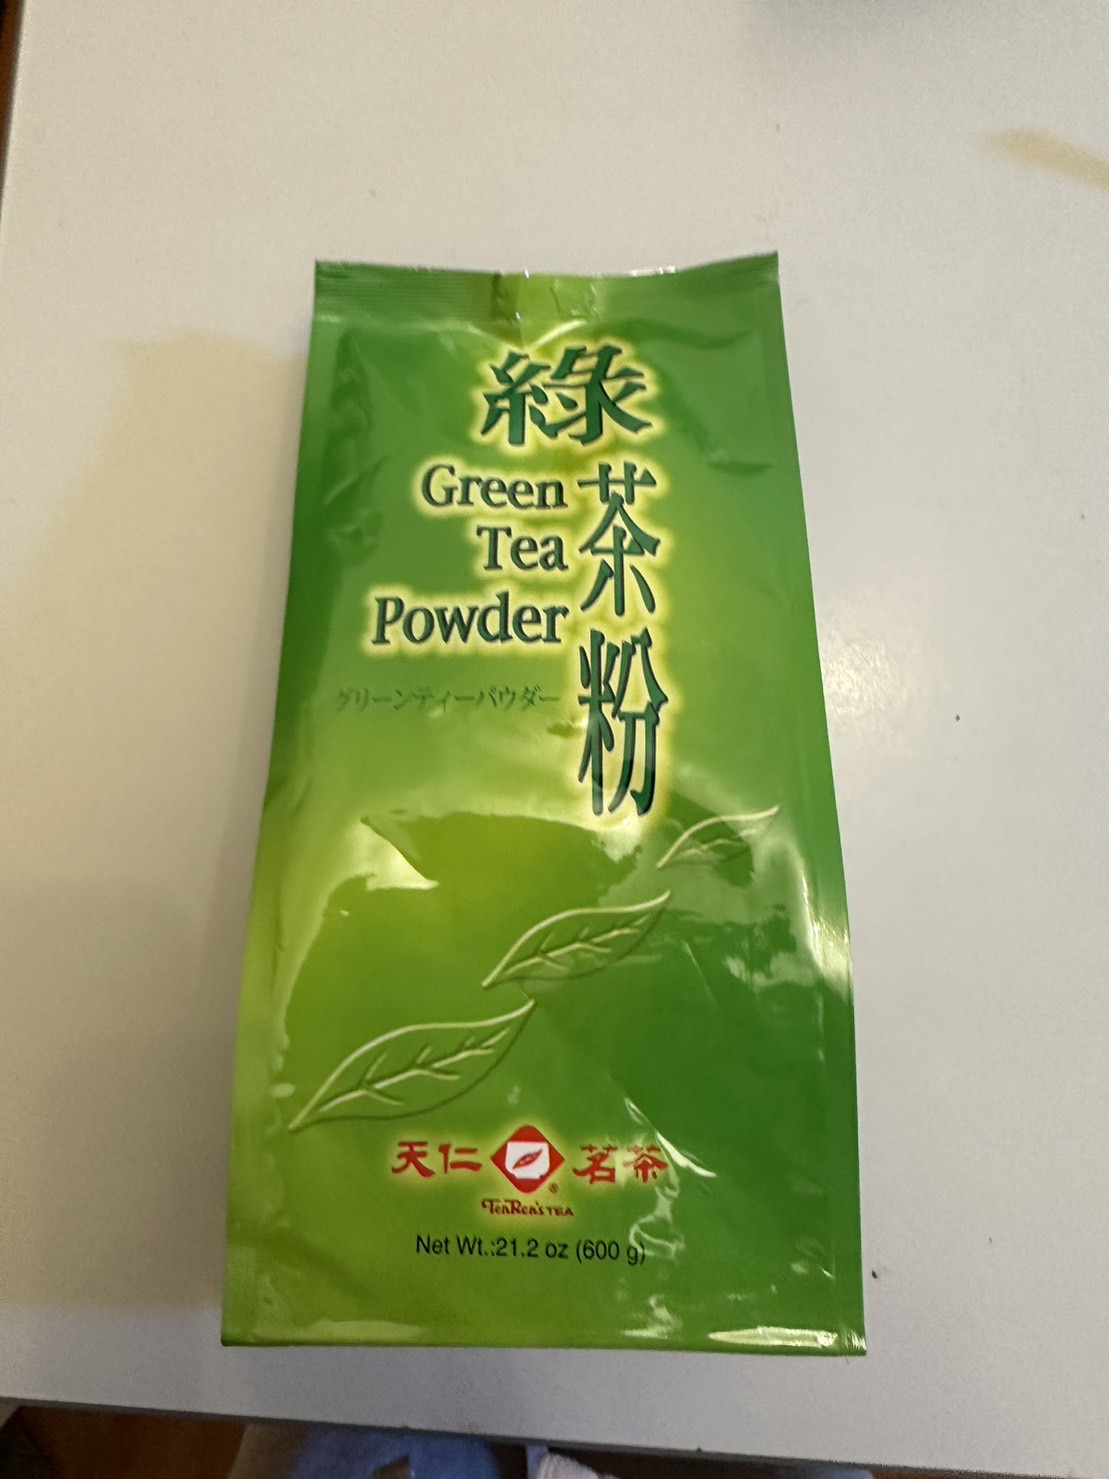 綠茶粉
Green
Tea
Powder
グリーンティーパウダー
天仁茗茶
TenRen's TEA
Net Wt.:21.2 oz (600 g)